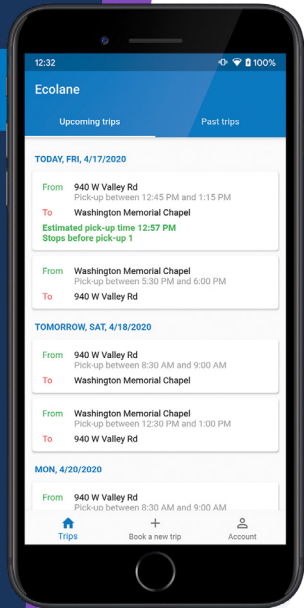 12:32
100%
Ecolane
Upcoming trips Past trips
TODAY, FRI, 4/17/2020
From 940 W Valley Rd
Pick-up between 12:45 PM and 1:15 PM
To Washington Memorial Chapel
Estimated pick-up time 12:57 PM
Stops before pick-up 1
From Washington Memorial Chapel
Pick-up between 5:30 PM and 6:00 PM
To 940 W Valley Rd
TOMORROW, SAT, 4/18/2020
From 940 W Valley Rd
Pick-up between 8:30 AM and 9:00 AM
To Washington Memorial Chapel
From Washington Memorial Chapel
Pick-up between 12:30 PM and 1:00 PM
To 940 W Valley Rd
MON, 4/20/2020
From 940 W Valley Rd
Pick-up between 8:30 AM and 9:00 AM
Trips Book a new trip Account